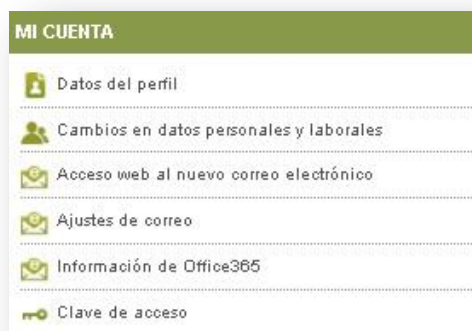 MI CUENTA
Datos del perfil
Cambios en datos personales y laborales
Acceso web al nuevo correo electrónico
Ajustes de correo
Información de Office365
Clave de acceso